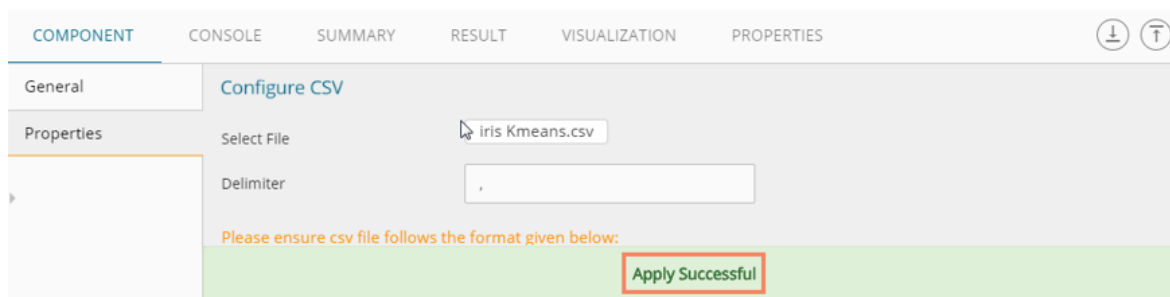 COMPONENT CONSOLE SUMMARY RESULT VISUALIZATION PROPERTIES
General
Configure CSV
Properties
Select File
iris Kmeans.csv
Delimiter
,
Please ensure csv file follows the format given below:
Apply Successful